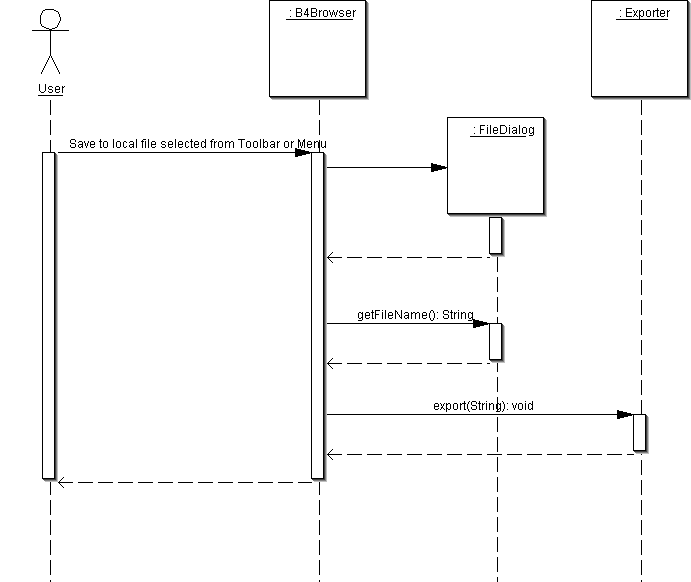 : B4Browser
: Exporter
User
: FileDialog
Save to local file selected from Toolbar or Menu
getFileName(): String
export(String): void